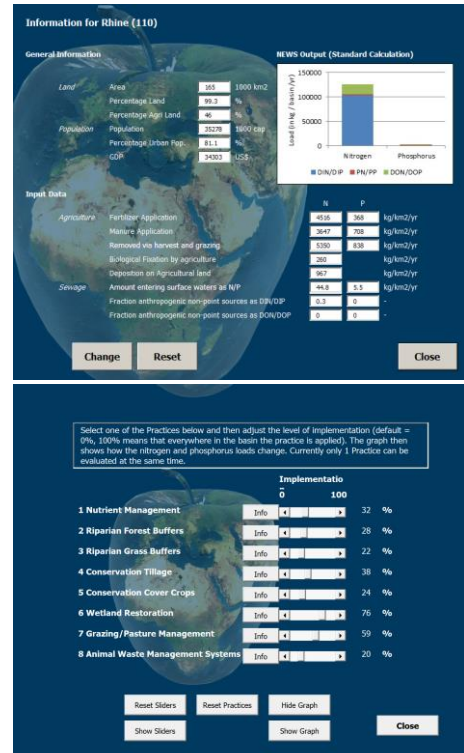 Information for Rhine (110)
General Information
NEWS Output (Standard Calculation)
Land Area 165 1000 km2
Percentage Land 99.3 %
Percentage Agri Land 46 %
Population Population 38278 1000 cap
Percentage Urban Pop. 81.1 %
GDP 34303 US$
Load (in kg / basin /yr)
150000
100000
50000
0
Nitrogen Phosphorus
DIN/DIP PN/PP DON/DOP
Input Data
N P
Agriculture Fertilizer Application 4516 368 kg/km2/yr
Manure Application 3647 708 kg/km2/yr
Removed via harvest and grazing 5350 838 kg/km2/yr
Biological Fixation by agriculture 260 kg/km2/yr
Deposition on Agricultural land 967 kg/km2/yr
Sewage Amount entering surface waters as N/P 44.8 5.5 kg/km2/yr
Fraction anthropogenic non-point sources as DIN/DIP 0.3 0 -
Fraction anthropogenic non-point sources as DON/DOP 0 0 -
Change Reset Close
Select one of the Practices below and then adjust the level of implementation (default =
0%, 100% means that everywhere in the basin the practice is applied). The graph then
shows how the nitrogen and phosphorus loads change. Currently only 1 Practice can be
evaluated at the same time.
Implementatio
0 100
1 Nutrient Management Info 32 %
2 Riparian Forest Buffers Info 28 %
3 Riparian Grass Buffers Info 22 %
4 Conservation Tillage Info 38 %
5 Conservation Cover Crops Info 24 %
6 Wetland Restoration Info 76 %
7 Grazing/Pasture Management Info 59 %
8 Animal Waste Management Systems Info 20 %
Reset Sliders Reset Practices Hide Graph
Show Sliders Show Graph Close